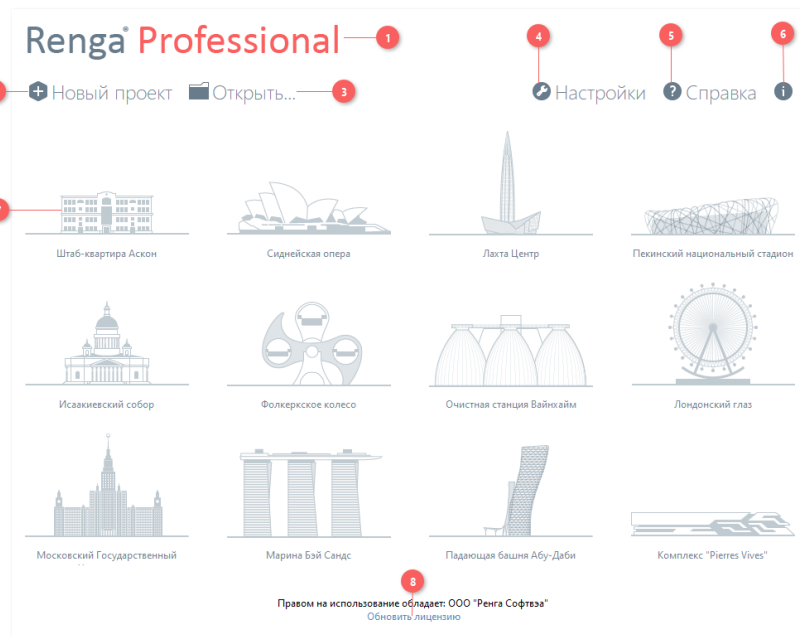 Renga® Professional 1
Новый проект Открыть... 3
4 5 6
Настройки ? Справка i
Штаб-квартира Аскон Сиднейская опера Лахта Центр Пекинский национальный стадион
Исаакиевский собор Фолкеркское колесо Очистная станция Вайнхайм Лондонский глаз
Московский Государственный Марина Бэй Сандс Падающая башня Абу-Даби Комплекс "Pierres Vives"
8
Правом на использование обладает: ООО "Ренга Софтвэа"
Обновить лицензию